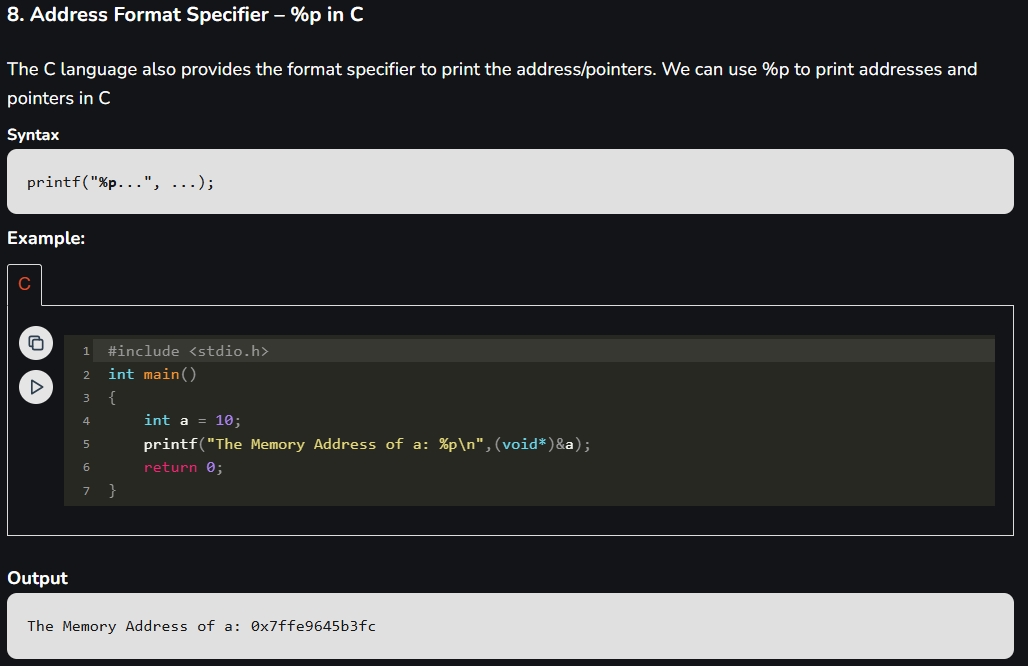 8. Address Format Specifier – %p in C
The C language also provides the format specifier to print the address/pointers. We can use %p to print addresses and
pointers in C
Syntax
printf("%p...", ...);
Example:
C
1 #include <stdio.h>
2 int main()
3 {
4     int a = 10;
5     printf("The Memory Address of a: %p\n",(void*)&a);
6     return 0;
7 }
Output
The Memory Address of a: 0x7ffe9645b3fc